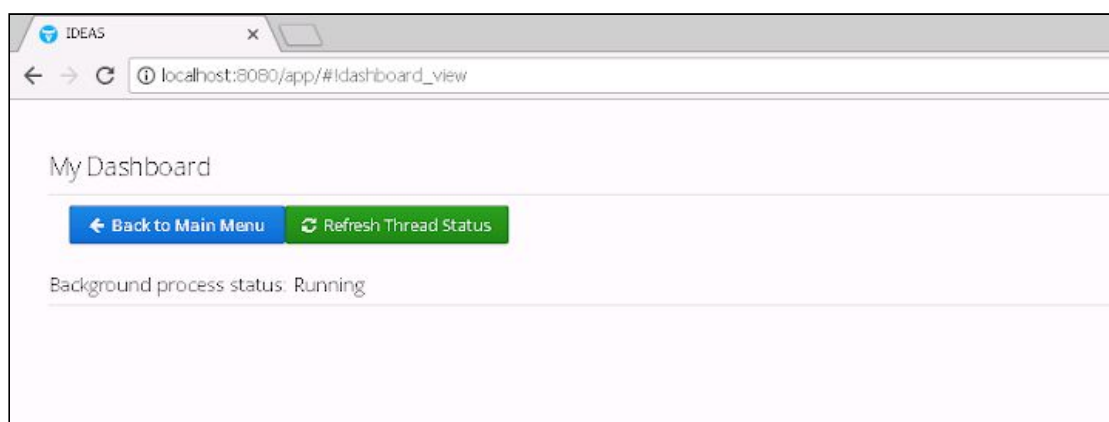 IDEAS
localhost:8080/app/#!dashboard_view
My Dashboard
Back to Main Menu Refresh Thread Status
Background process status: Running